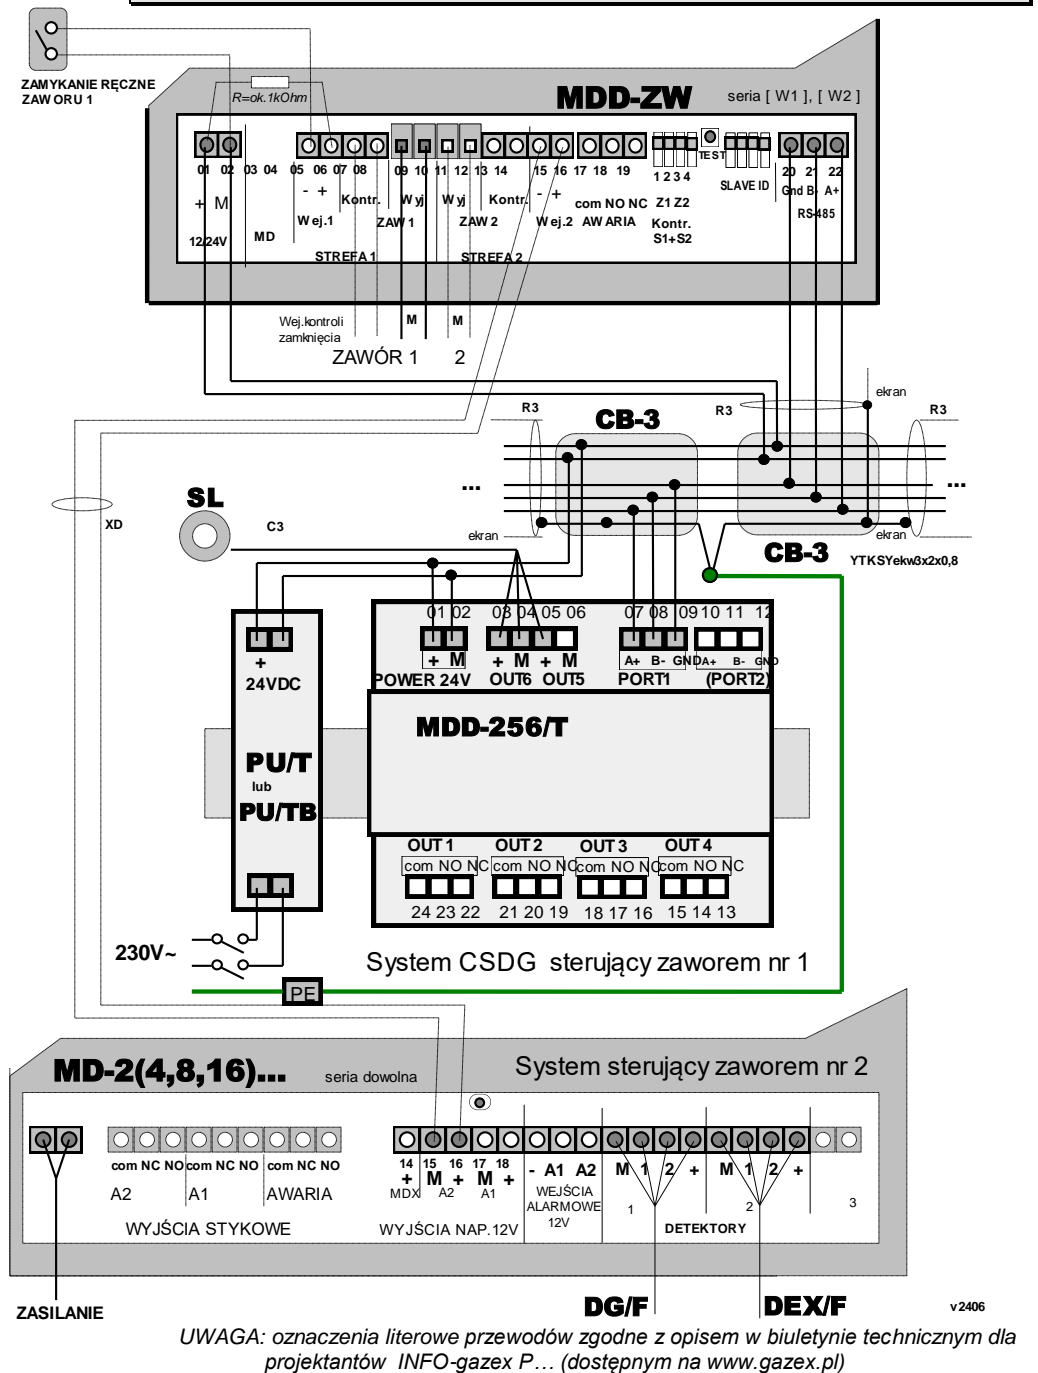 ZAMYKANIE RĘCZNE
ZAWORU 1
R=ok.1kOhm
MDD-ZW
seria [ W1 ], [ W2 ]
01 02 03 04 05 06 07 08 09 10 11 12 13 14 15 16 17 18 19
1 2 3 4
TEST
SLAVE ID
20 21 22
+ M
12/24V
MD
- +
Wej.1
Kontr.
Wyj
ZAW 1
STREFA 1
Wyj
ZAW 2
Kontr.
STREFA 2
- +
Wej.2
com NO NC
AWARIA
Z1 Z2
Kontr.
S1+S2
Gnd B- A+
RS-485
Wej.kontroli
zamknięcia
M
M
ZAWÓR 1
2
ekran
R3
CB-3
R3
R3
...
...
SL
XD
C3
ekran
ekran
CB-3
YTKSYekw3x2x0,8
01 02 03 04 05 06 07 08 09 10 11 12
+
24VDC
+ M
POWER 24V
+ M + M
OUT6 OUT5
A+ B- GND
PORT1
A+ B- GND
(PORT2)
MDD-256/T
PU/T
lub
PU/TB
OUT 1 OUT 2 OUT 3 OUT 4
com NO NC com NO NC com NO NC com NO NC
24 23 22 21 20 19 18 17 16 15 14 13
230V~
System CSDG sterujący zaworem nr 1
PE
MD-2(4,8,16)...
seria dowolna
System sterujący zaworem nr 2
com NC NO com NC NO com NC NO
A2 A1 AWARIA
WYJŚCIA STYKOWE
14 15 16 17 18
+ M + M +
MDX A2 A1
WYJŚCIA NAP.12V
- A1 A2
WEJŚCIA
ALARMOWE
12V
M 1 2 + M 1 2 +
1 2 3
DETEKTORY
ZASILANIE
DG/F
DEX/F
v2406
UWAGA: oznaczenia literowe przewodów zgodne z opisem w biuletynie technicznym dla
projektantów INFO-gazex P… (dostępnym na www.gazex.pl)